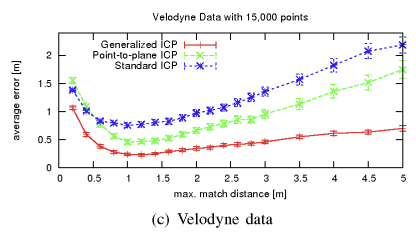 Velodyne Data with 15,000 points
Generalized ICP
Point-to-plane ICP
Standard ICP
average error [m]
2
1.5
1
0.5
0
0 0.5 1 1.5 2 2.5 3 3.5 4 4.5 5
max. match distance [m]
(c) Velodyne data